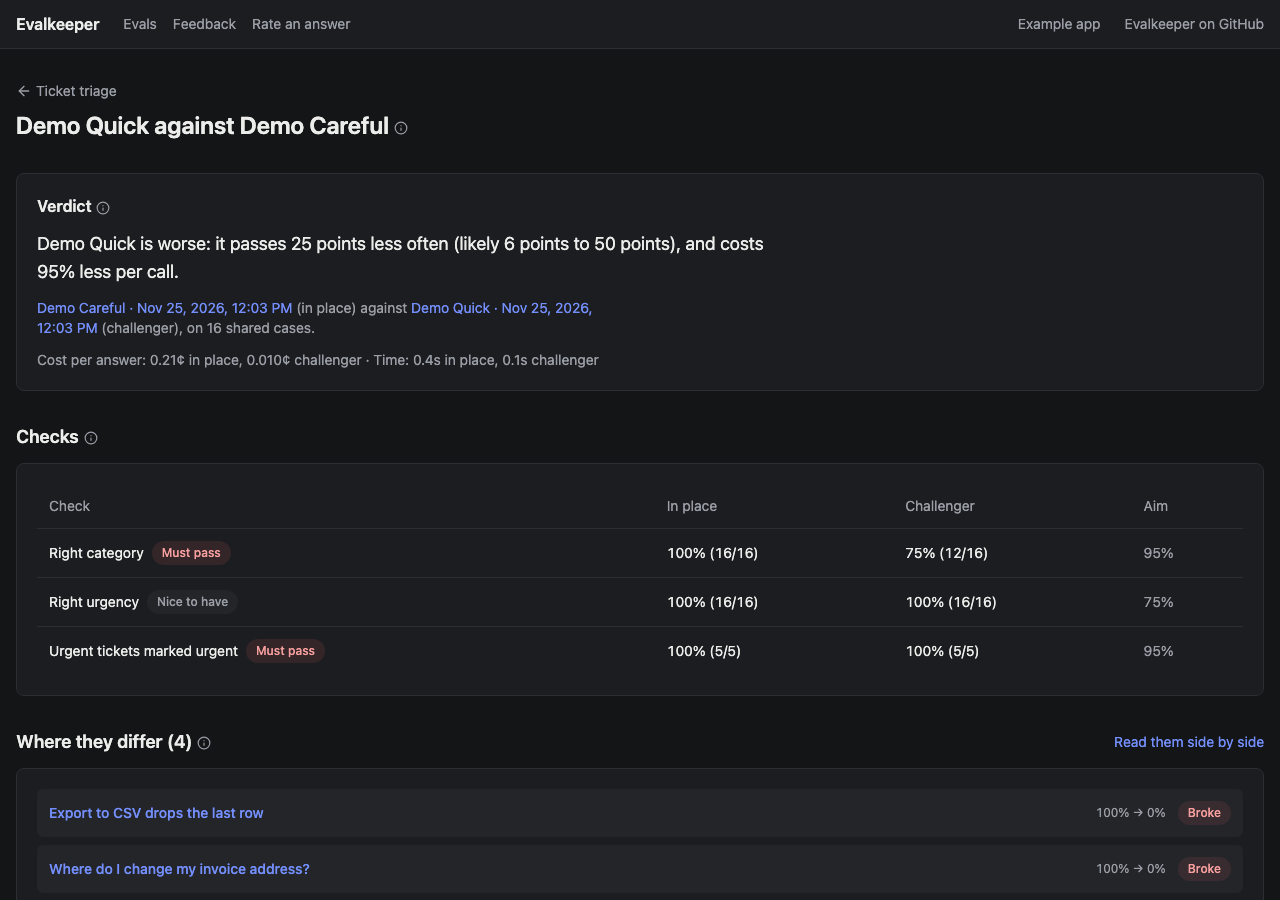 Evalkeeper Evals Feedback Rate an answer Example app Evalkeeper on GitHub
← Ticket triage
Demo Quick against Demo Careful
Verdict
Demo Quick is worse: it passes 25 points less often (likely 6 points to 50 points), and costs
95% less per call.
Demo Careful · Nov 25, 2026, 12:03 PM (in place) against Demo Quick · Nov 25, 2026,
12:03 PM (challenger), on 16 shared cases.
Cost per answer: 0.21¢ in place, 0.010¢ challenger · Time: 0.4s in place, 0.1s challenger
Checks
Check In place Challenger Aim
Right category Must pass 100% (16/16) 75% (12/16) 95%
Right urgency Nice to have 100% (16/16) 100% (16/16) 75%
Urgent tickets marked urgent Must pass 100% (5/5) 100% (5/5) 95%
Where they differ (4) Read them side by side
Export to CSV drops the last row 100% → 0% Broke
Where do I change my invoice address? 100% → 0% Broke